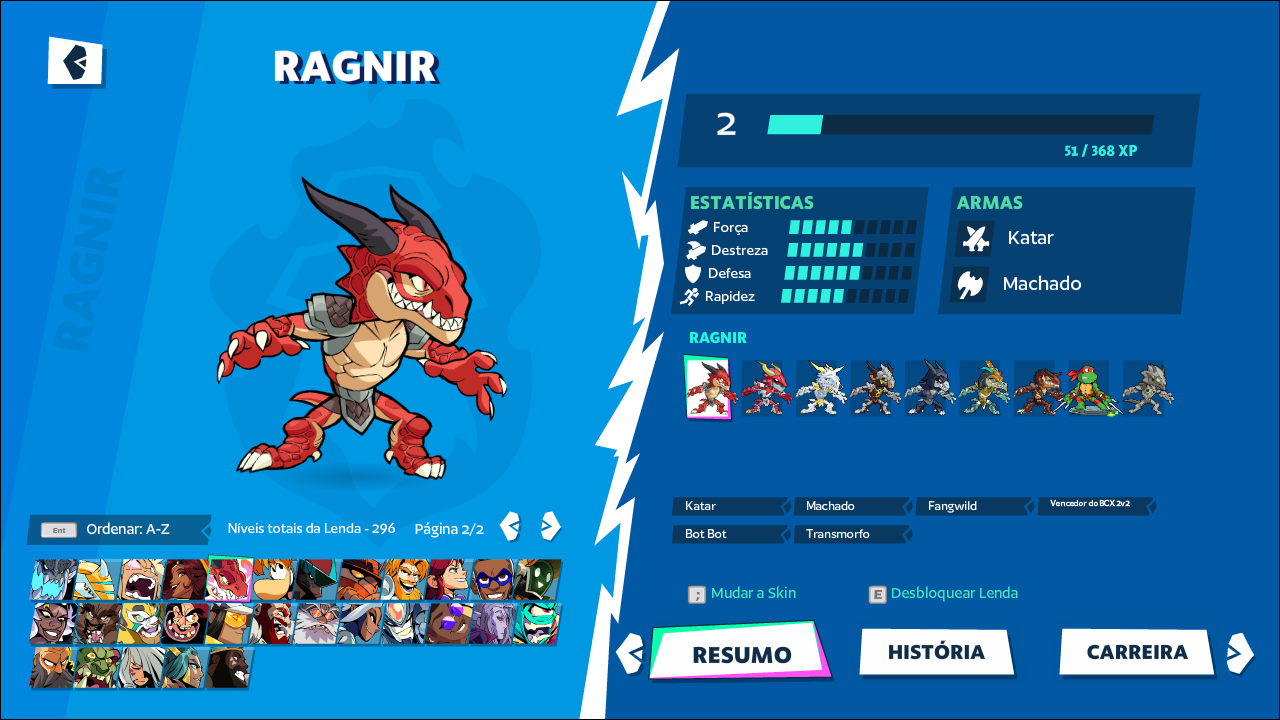 RAGNIR
RAGNIR
2
51 / 368 XP
ESTATÍSTICAS
Força
Destreza
Defesa
Rapidez
ARMAS
Katar
Machado
RAGNIR
Katar
Machado
Fangwild
Vencedor do BCX 2v2
Bot Bot
Transmorfo
Ent
Ordenar: A-Z
Níveis totais da Lenda - 296
Página 2/2
; Mudar a Skin
E Desbloquear Lenda
RESUMO
HISTÓRIA
CARREIRA